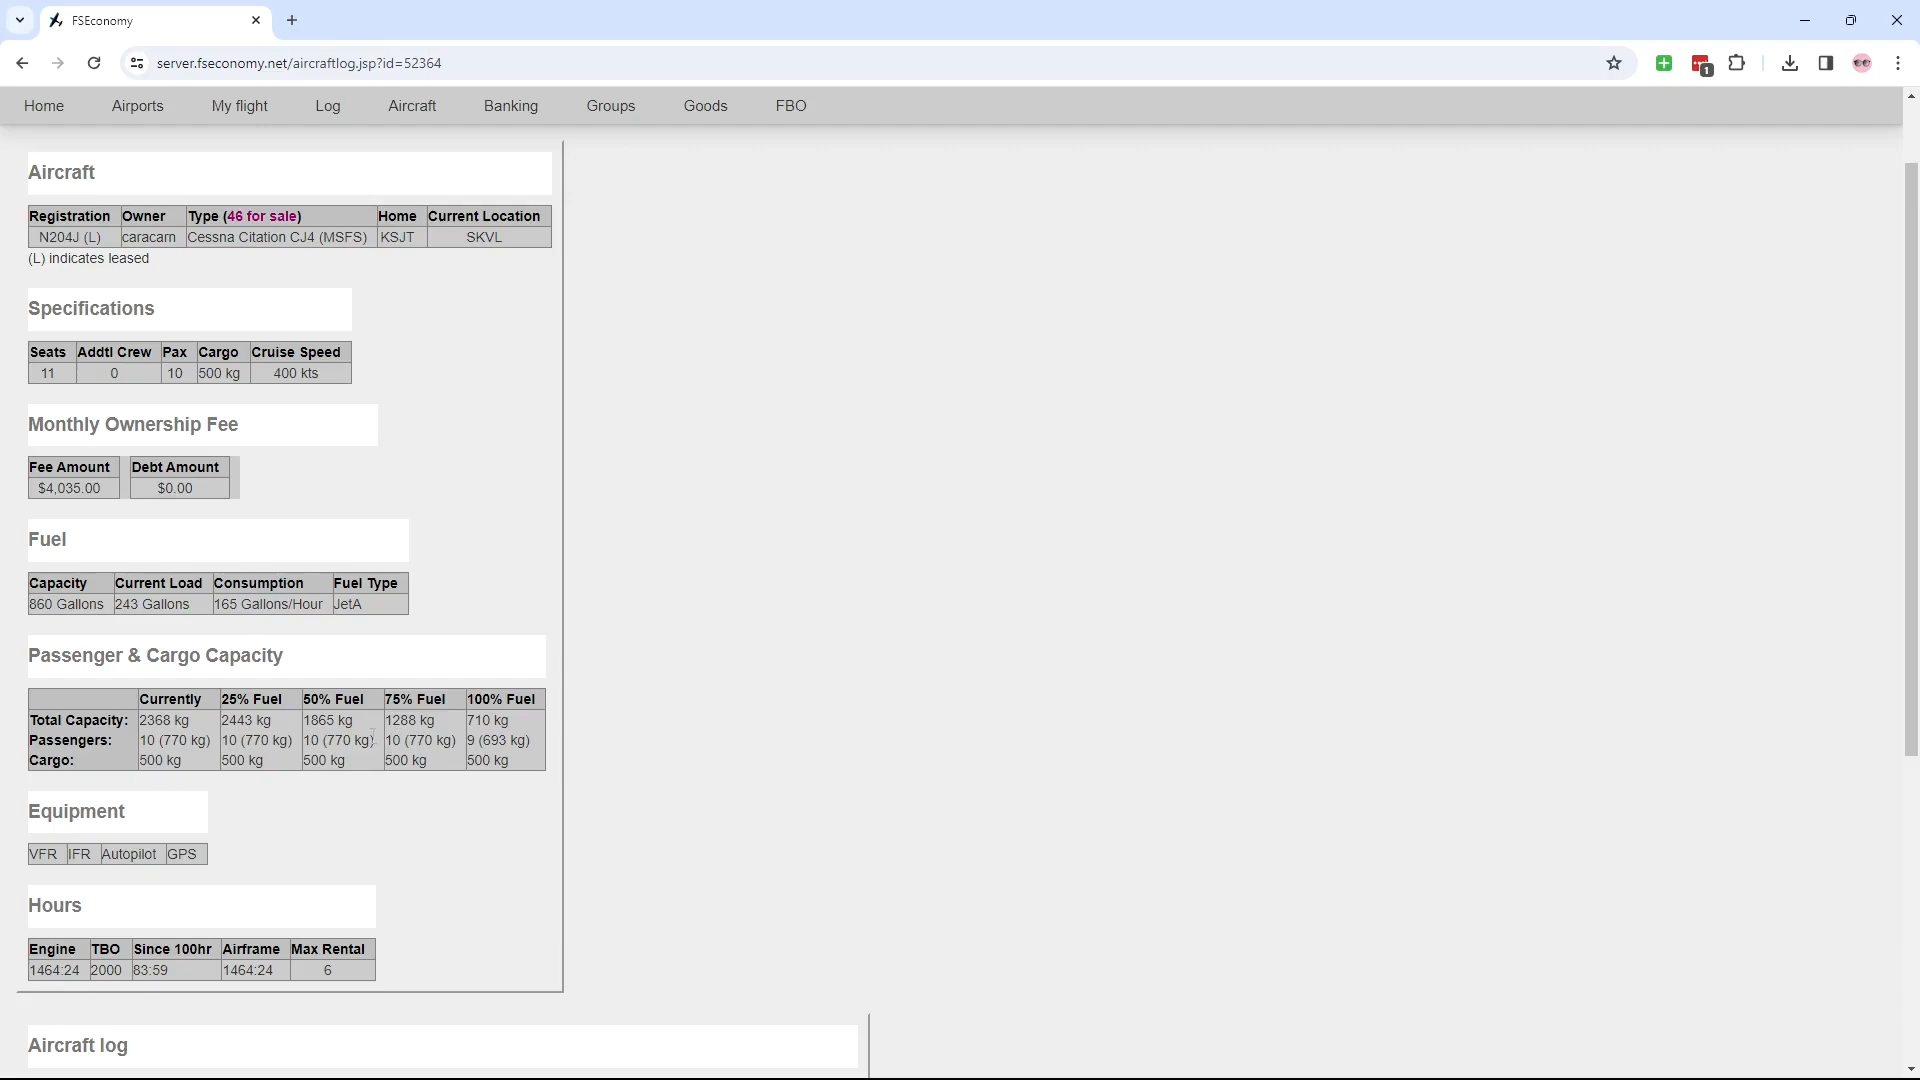 FSEconomy
server.fseconomy.net/aircraftlog.jsp?id=52364
1
Home Airports My flight Log Aircraft Banking Groups Goods FBO
Aircraft
Registration Owner Type (46 for sale) Home Current Location
N204J (L) caracarn Cessna Citation CJ4 (MSFS) KSJT SKVL
(L) indicates leased
Specifications
Seats Addtl Crew Pax Cargo Cruise Speed
11 0 10 500 kg 400 kts
Monthly Ownership Fee
Fee Amount Debt Amount
$4,035.00 $0.00
Fuel
Capacity Current Load Consumption Fuel Type
860 Gallons 243 Gallons 165 Gallons/Hour JetA
Passenger & Cargo Capacity
Currently 25% Fuel 50% Fuel 75% Fuel 100% Fuel
Total Capacity: 2368 kg 2443 kg 1865 kg 1288 kg 710 kg
Passengers: 10 (770 kg) 10 (770 kg) 10 (770 kg) 10 (770 kg) 9 (693 kg)
Cargo: 500 kg 500 kg 500 kg 500 kg 500 kg
Equipment
VFR IFR Autopilot GPS
Hours
Engine TBO Since 100hr Airframe Max Rental
1464:24 2000 83:59 1464:24 6
Aircraft log